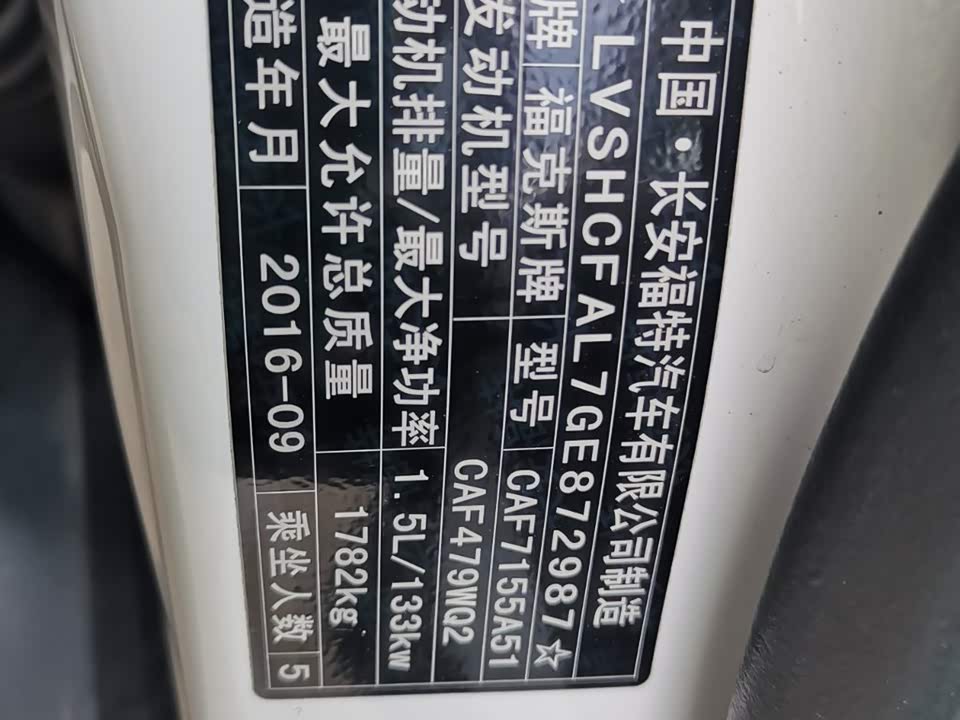 中国·长安福特汽车有限公司制造
LVSHCFAL7GE872987☆
牌 福克斯牌 型号 CAF7155A51
发动机型号 CAF479WQ2
动机排量/最大净功率 1.5L/133kw
最大允许总质量 1782kg
造年月 2016-09 乘坐人数 5